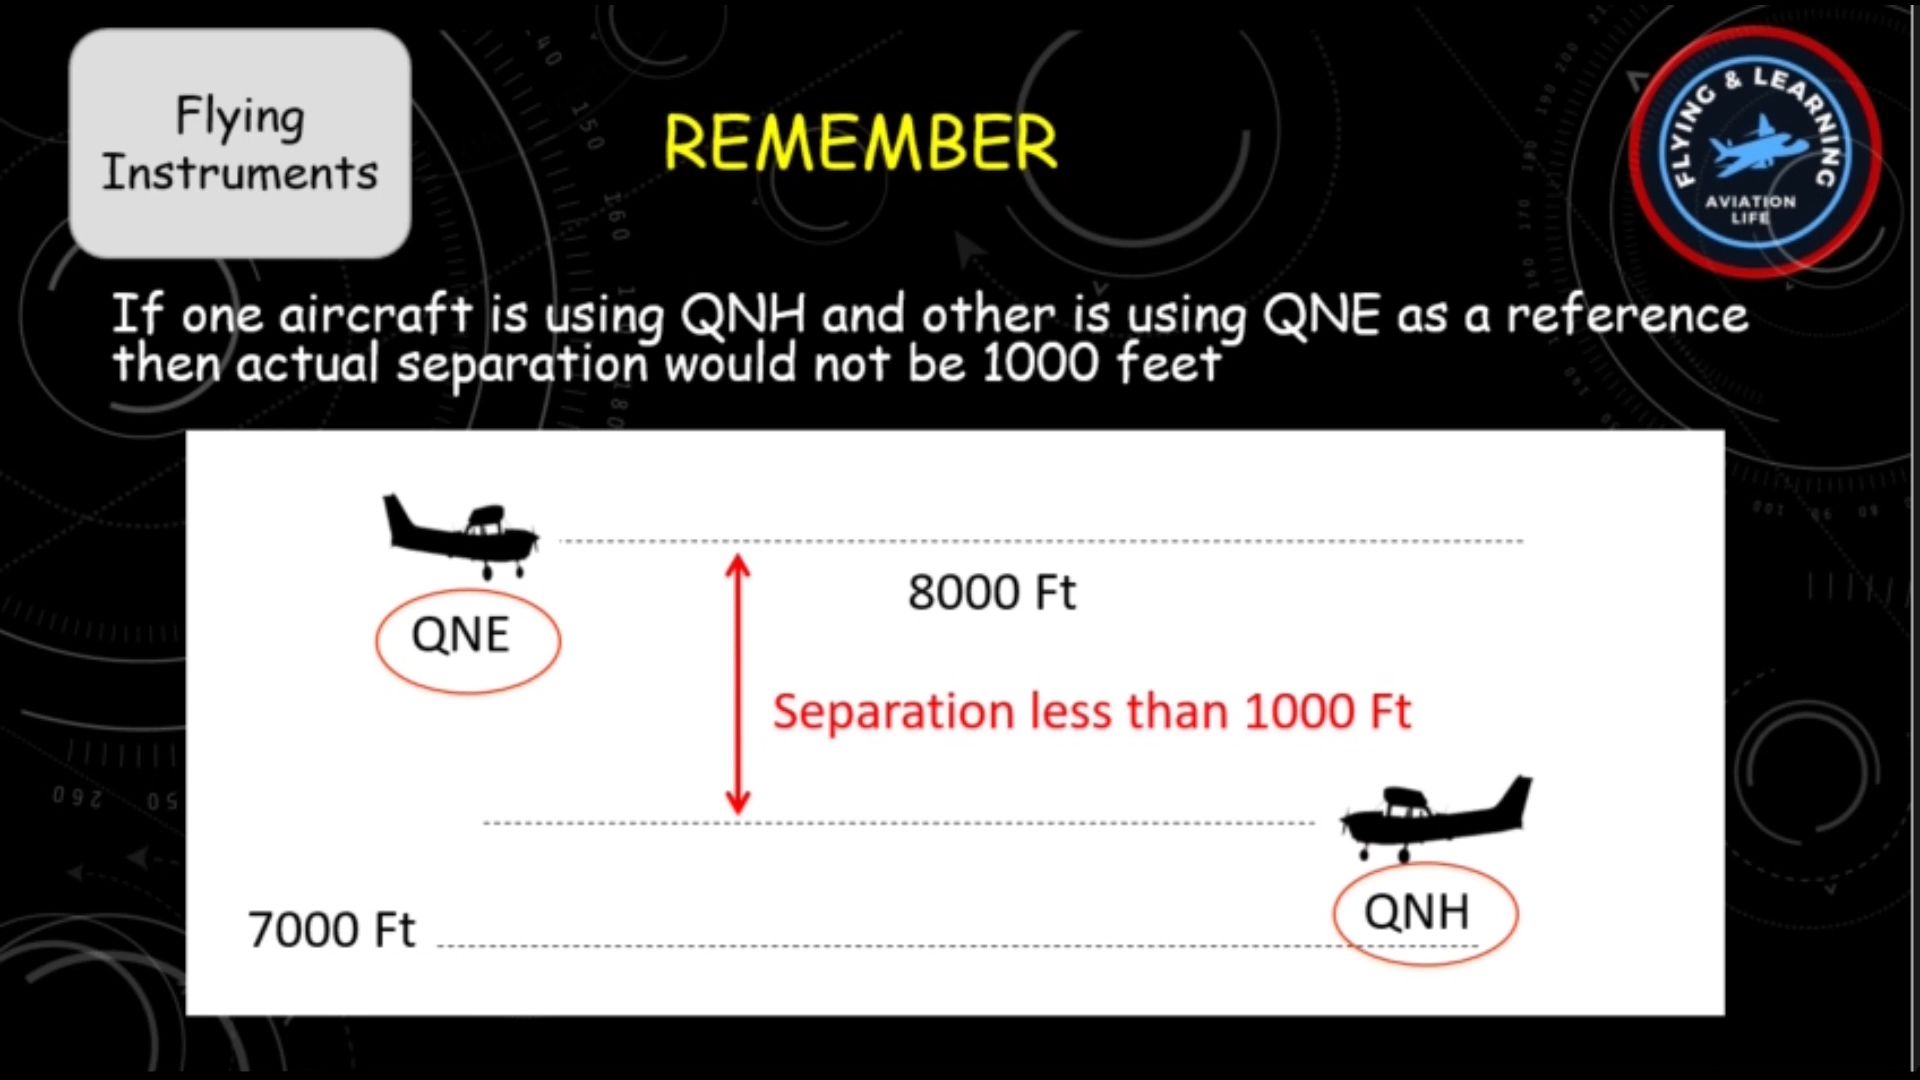 Flying
Instruments
REMEMBER
FLYING & LEARNING
AVIATION
LIFE
If one aircraft is using QNH and other is using QNE as a reference
then actual separation would not be 1000 feet
QNE
8000 Ft
Separation less than 1000 Ft
QNH
7000 Ft